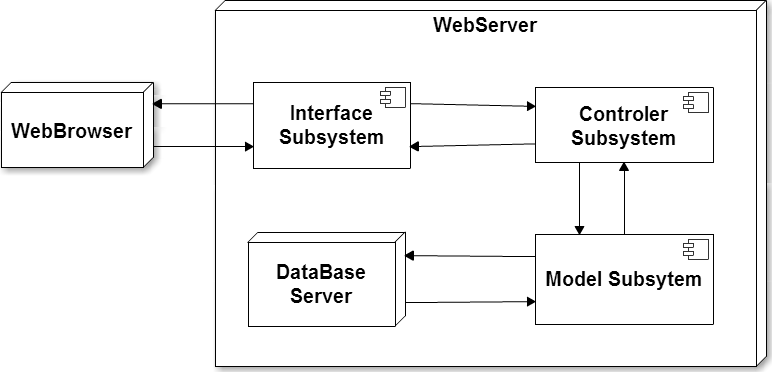 WebServer
WebBrowser
Interface
Subsystem
Controler
Subsystem
DataBase
Server
Model Subsytem